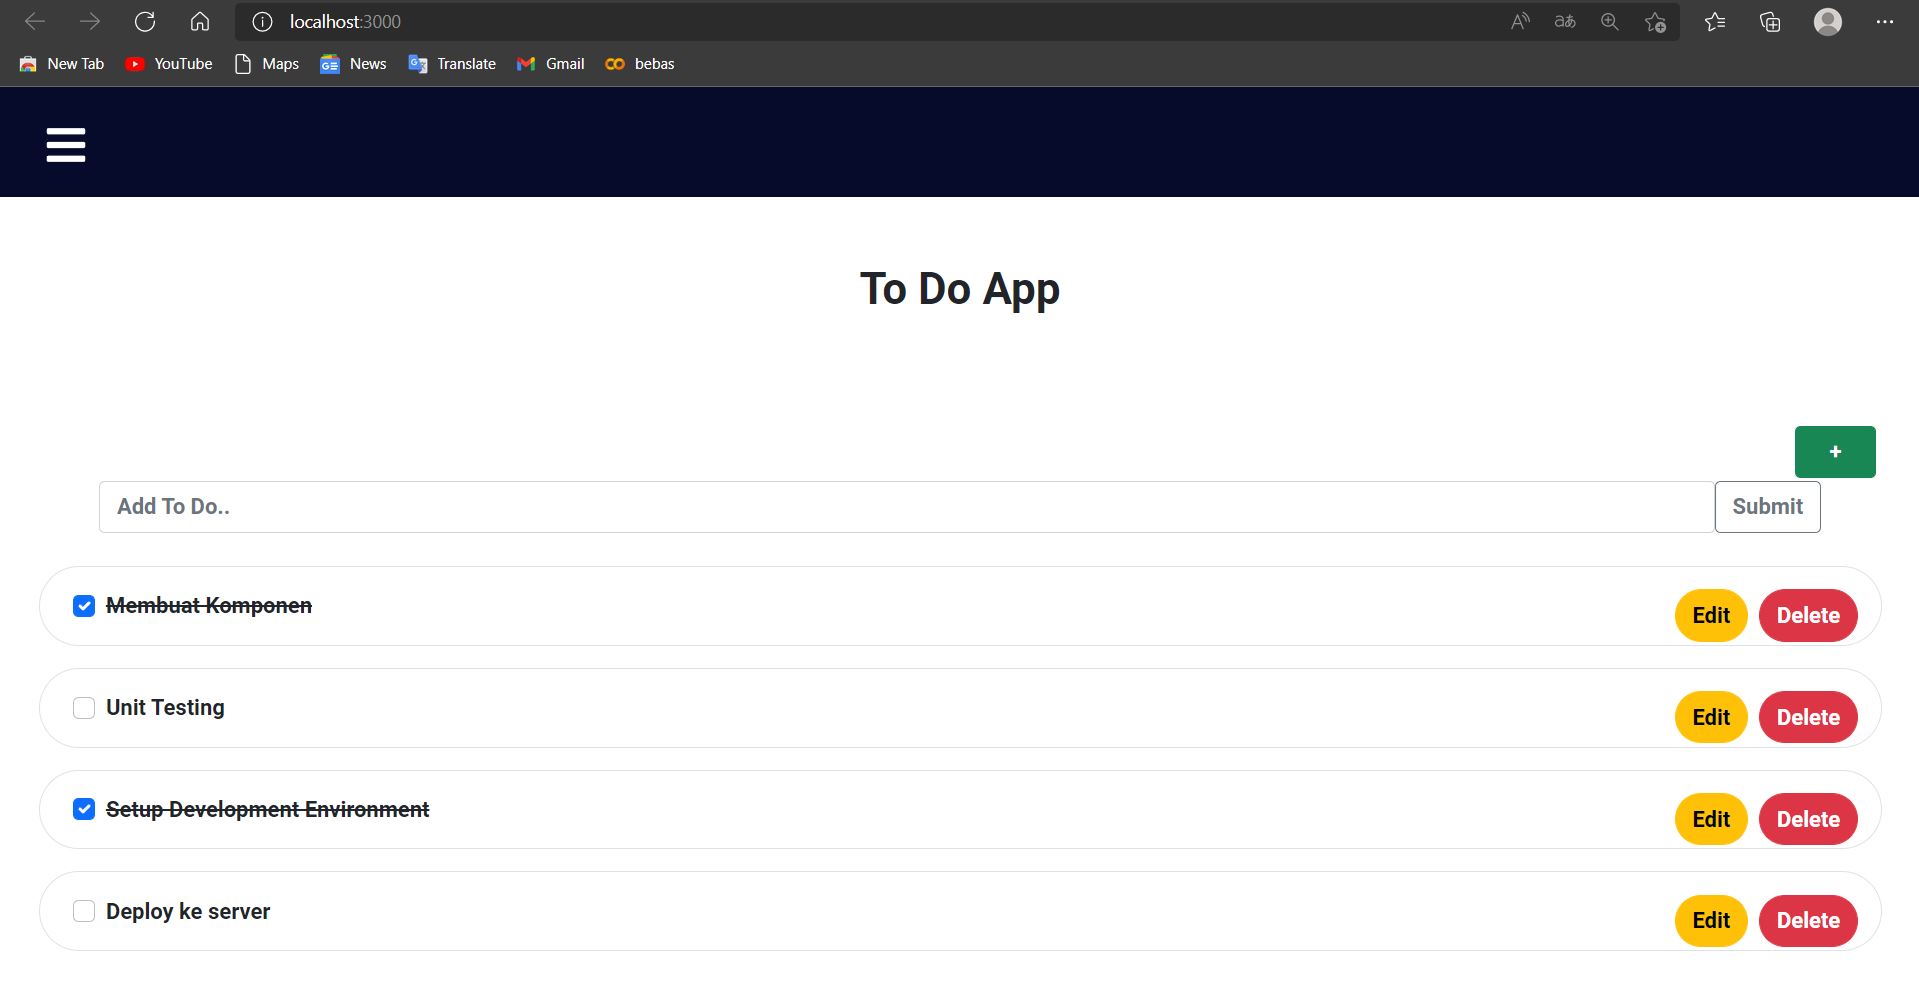 localhost:3000
New Tab YouTube Maps News Translate Gmail bebas
To Do App
+
Add To Do.. Submit
Membuat Komponen Edit Delete
Unit Testing Edit Delete
Setup Development Environment Edit Delete
Deploy ke server Edit Delete